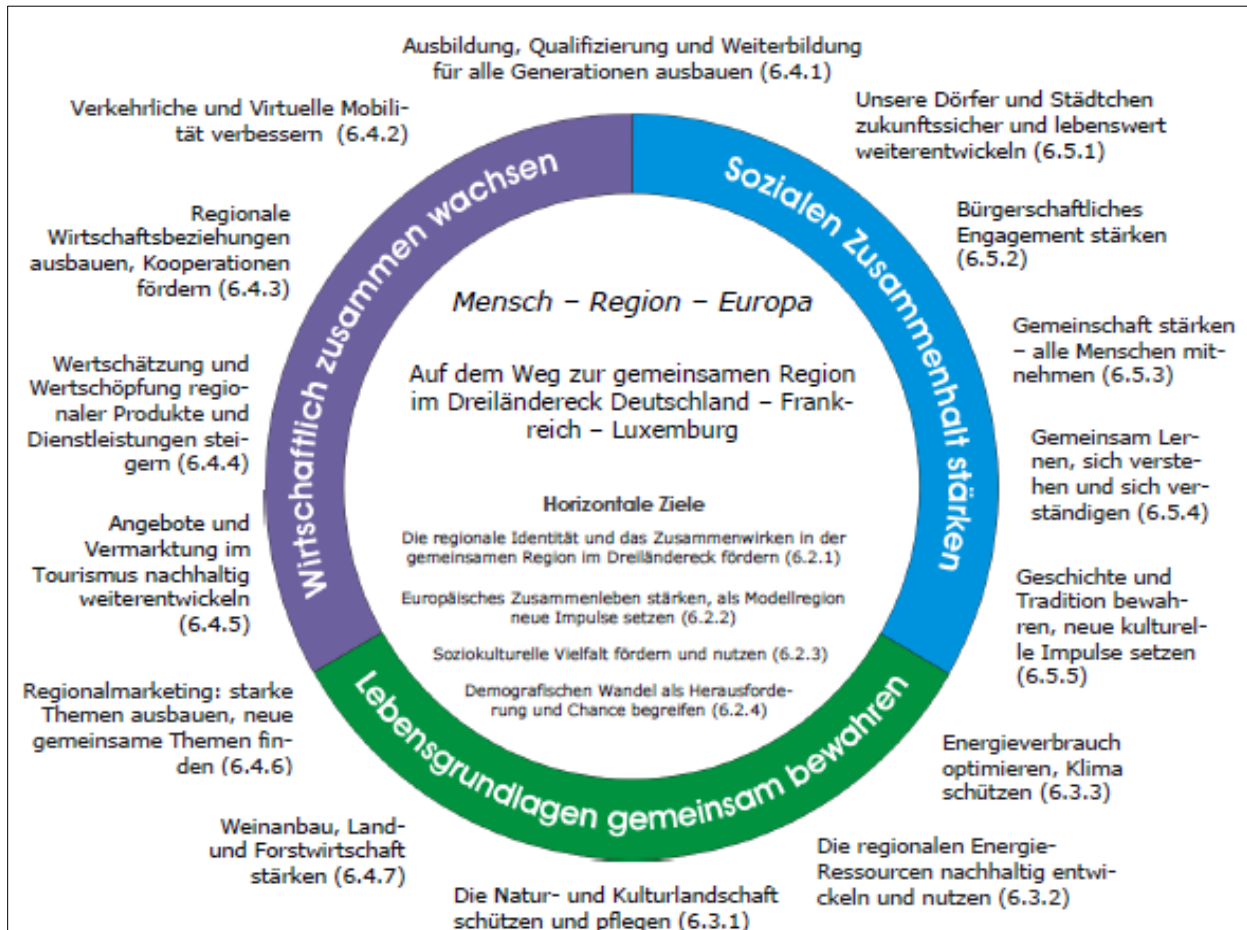 Ausbildung, Qualifizierung und Weiterbildung
für alle Generationen ausbauen (6.4.1)
Verkehrliche und Virtuelle Mobili-
tät verbessern (6.4.2)
Regionale
Wirtschaftsbeziehungen
ausbauen, Kooperationen
fördern (6.4.3)
Wertschätzung und
Wertschöpfung regio-
naler Produkte und
Dienstleistungen stei-
gern (6.4.4)
Angebote und
Vermarktung im
Tourismus nachhaltig
weiterentwickeln
(6.4.5)
Regionalmarketing: starke
Themen ausbauen, neue
gemeinsame Themen fin-
den (6.4.6)
Weinanbau, Land-
und Forstwirtschaft
stärken (6.4.7)
Wirtschaftlich zusammen wachsen
Sozialen Zusammenhalt stärken
Lebensgrundlagen gemeinsam bewahren
Mensch – Region – Europa
Auf dem Weg zur gemeinsamen Region
im Dreiländereck Deutschland – Frank-
reich – Luxemburg
Horizontale Ziele
Die regionale Identität und das Zusammenwirken in der
gemeinsamen Region im Dreiländereck fördern (6.2.1)
Europäisches Zusammenleben stärken, als Modellregion
neue Impulse setzen (6.2.2)
Soziokulturelle Vielfalt fördern und nutzen (6.2.3)
Demografischen Wandel als Herausforde-
rung und Chance begreifen (6.2.4)
Unsere Dörfer und Städtchen
zukunftssicher und lebenswert
weiterentwickeln (6.5.1)
Bürgerschaftliches
Engagement stärken
(6.5.2)
Gemeinschaft stärken
– alle Menschen mit-
nehmen (6.5.3)
Gemeinsam Ler-
nen, sich verste-
hen und sich ver-
ständigen (6.5.4)
Geschichte und
Tradition bewah-
ren, neue kulturel-
le Impulse setzen
(6.5.5)
Energieverbrauch
optimieren, Klima
schützen (6.3.3)
Die regionalen Energie-
Ressourcen nachhaltig entwi-
ckeln und nutzen (6.3.2)
Die Natur- und Kulturlandschaft
schützen und pflegen (6.3.1)